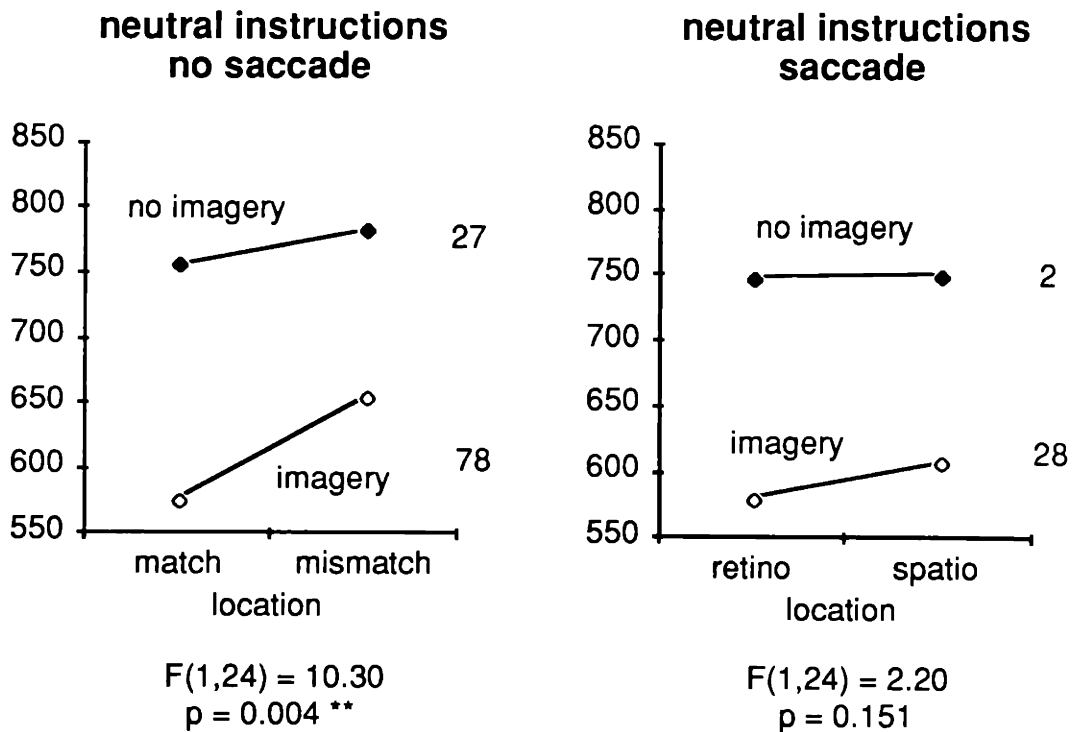 neutral instructions
no saccade
850
800
750
700
650
600
550
no imagery
27
imagery
78
match mismatch
location
F(1,24) = 10.30
p = 0.004 **
neutral instructions
saccade
850
800
750
700
650
600
550
no imagery
2
imagery
28
retino spatio
location
F(1,24) = 2.20
p = 0.151